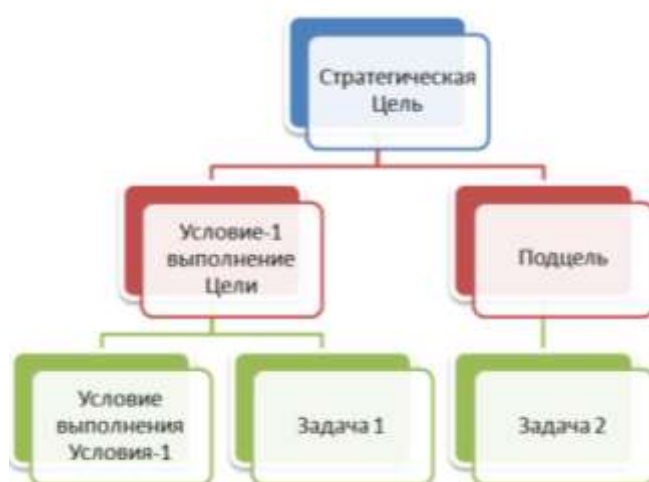 Стратегическая
Цель
Условие-1
выполнение
Цели
Подцель
Условие
выполнения
Условия-1
Задача 1
Задача 2